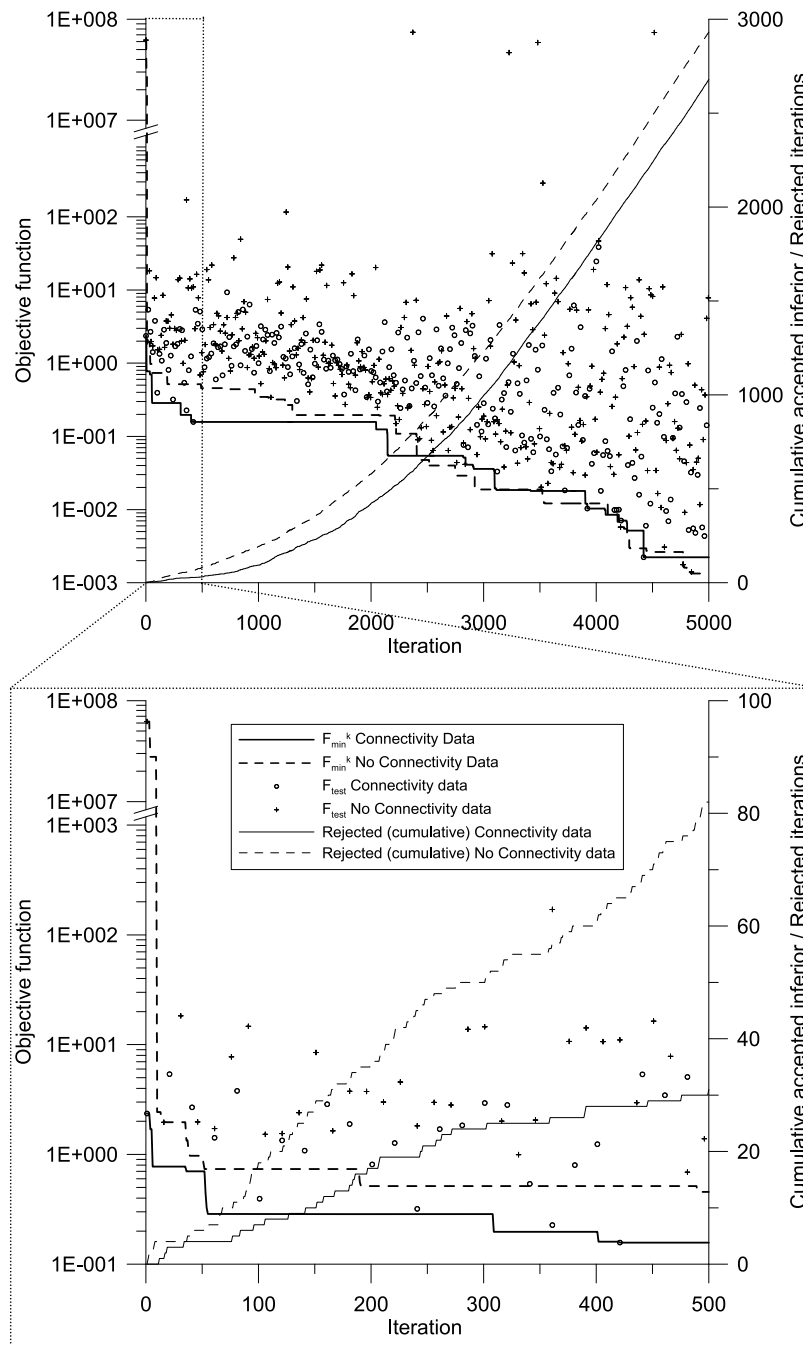 1E+008
1E+007
1E+002
1E+001
1E+000
1E-001
1E-002
1E-003
Objective function
3000
2000
1000
0
Cumulative accepted inferior / Rejected iterations
0 1000 2000 3000 4000 5000
Iteration
1E+008
1E+007
1E+003
1E+002
1E+001
1E+000
1E-001
Objective function
F_min^k Connectivity Data
F_min^k No Connectivity Data
F_test Connectivity data
F_test No Connectivity data
Rejected (cumulative) Connectivity data
Rejected (cumulative) No Connectivity data
100
80
60
40
20
0
Cumulative accepted inferior / Rejected iterations
0 100 200 300 400 500
Iteration